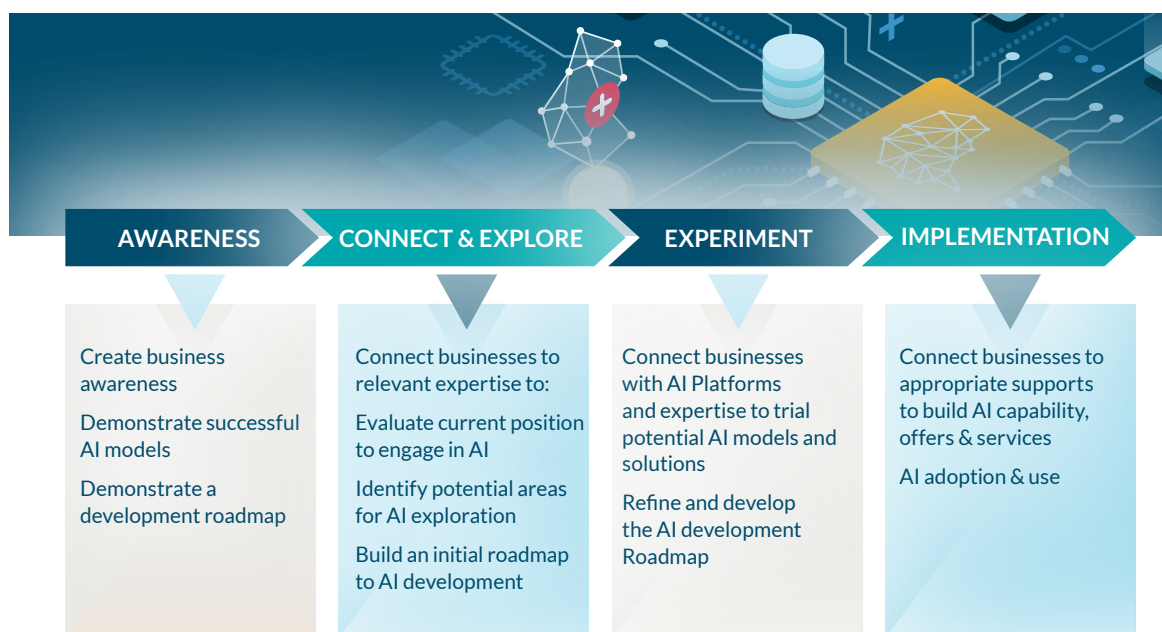 AWARENESS
CONNECT & EXPLORE
EXPERIMENT
IMPLEMENTATION
Create business
awareness
Demonstrate successful
AI models
Demonstrate a
development roadmap
Connect businesses to
relevant expertise to:
Evaluate current position
to engage in AI
Identify potential areas
for AI exploration
Build an initial roadmap
to AI development
Connect businesses
with AI Platforms
and expertise to trial
potential AI models and
solutions
Refine and develop
the AI development
Roadmap
Connect businesses to
appropriate supports
to build AI capability,
offers & services
AI adoption & use